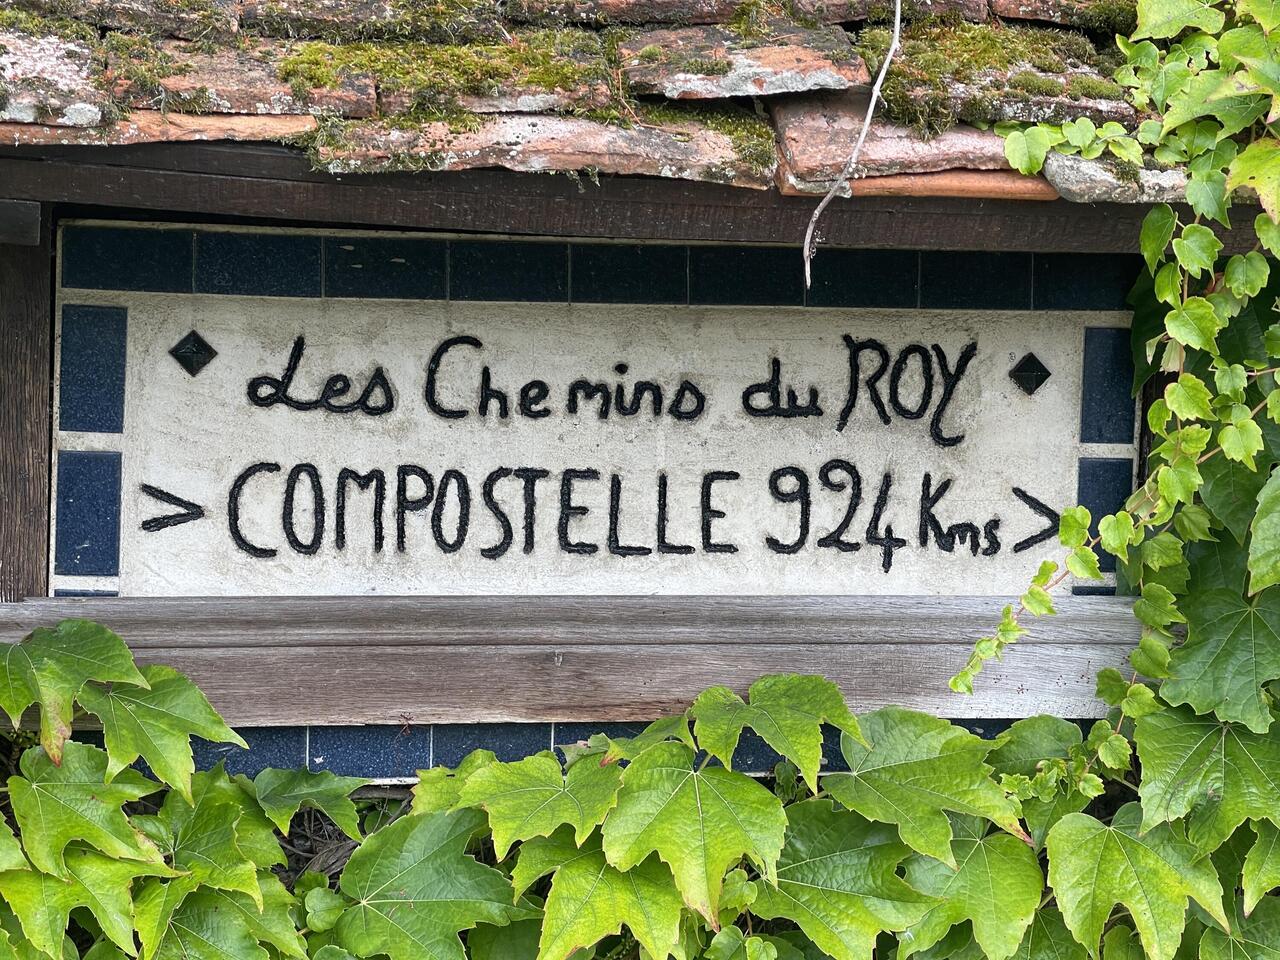 Les Chemins du ROY
> COMPOSTELLE 924 Kms >